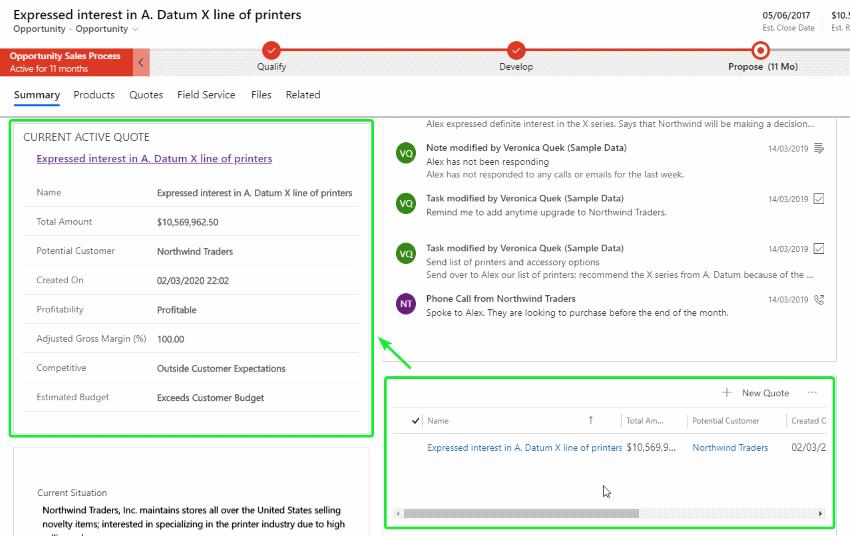 Expressed interest in A. Datum X line of printers
Opportunity · Opportunity
05/06/2017
Est. Close Date
$10.5
Est. R
Opportunity Sales Process
Active for 11 months
Qualify
Develop
Propose (11 Mo)
Summary Products Quotes Field Service Files Related
CURRENT ACTIVE QUOTE
Expressed interest in A. Datum X line of printers
Name Expressed interest in A. Datum X line of printers
Total Amount $10,569,962.50
Potential Customer Northwind Traders
Created On 02/03/2020 22:02
Profitability Profitable
Adjusted Gross Margin (%) 100.00
Competitive Outside Customer Expectations
Estimated Budget Exceeds Customer Budget
Current Situation
Northwind Traders, Inc. maintains stores all over the United States selling
novelty items; interested in specializing in the printer industry due to high
Alex expressed definite interest in the X series. Says that Northwind will be making a decision...
VQ
Note modified by Veronica Quek (Sample Data) 14/03/2019
Alex has not been responding
Alex has not responded to any calls or emails for the last week.
VQ
Task modified by Veronica Quek (Sample Data) 14/03/2019
Remind me to add anytime upgrade to Northwind Traders.
VQ
Task modified by Veronica Quek (Sample Data) 14/03/2019
Send list of printers and accessory options
Send over to Alex our list of printers; recommend the X series from A. Datum because of the ...
NT
Phone Call from Northwind Traders 14/03/2019
Spoke to Alex. They are looking to purchase before the end of the month.
+ New Quote ...
Name ↑ Total Am... Potential Customer Created C
Expressed interest in A. Datum X line of printers $10,569,9... Northwind Traders 02/03/2